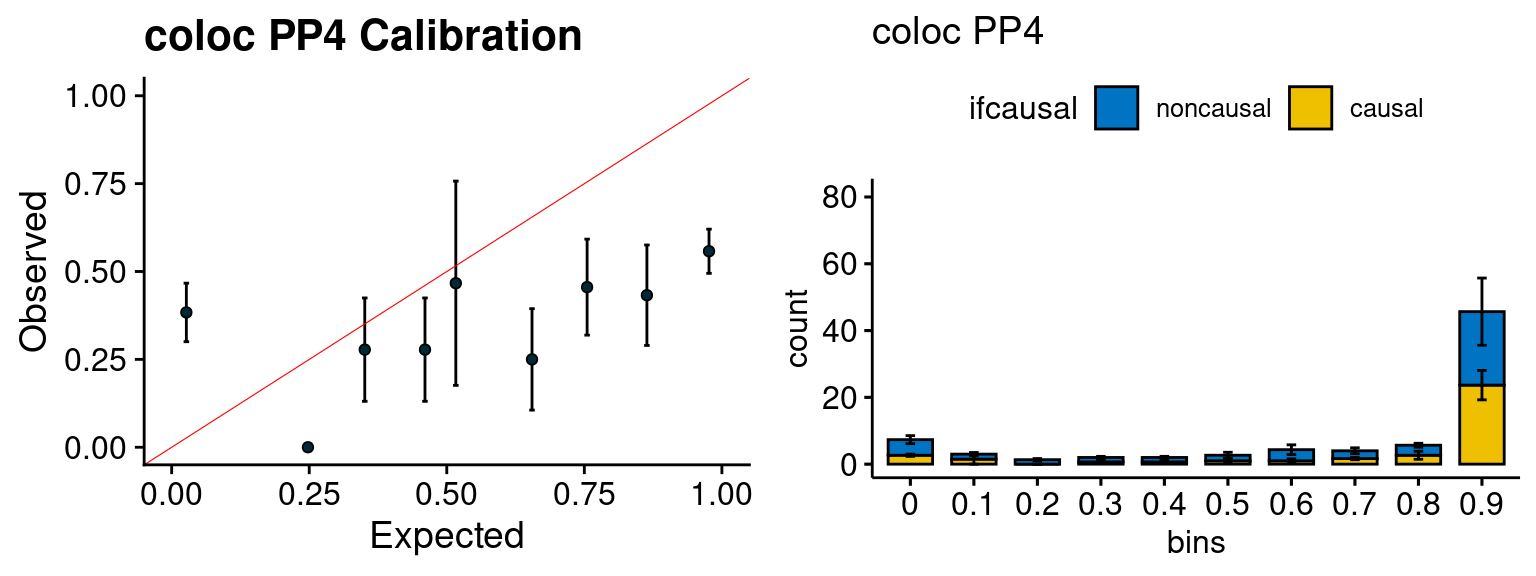 coloc PP4 Calibration
Observed
1.00
0.75
0.50
0.25
0.00
0.00 0.25 0.50 0.75 1.00
Expected
coloc PP4
ifcausal noncausal causal
count
80
60
40
20
0
0 0.1 0.2 0.3 0.4 0.5 0.6 0.7 0.8 0.9
bins